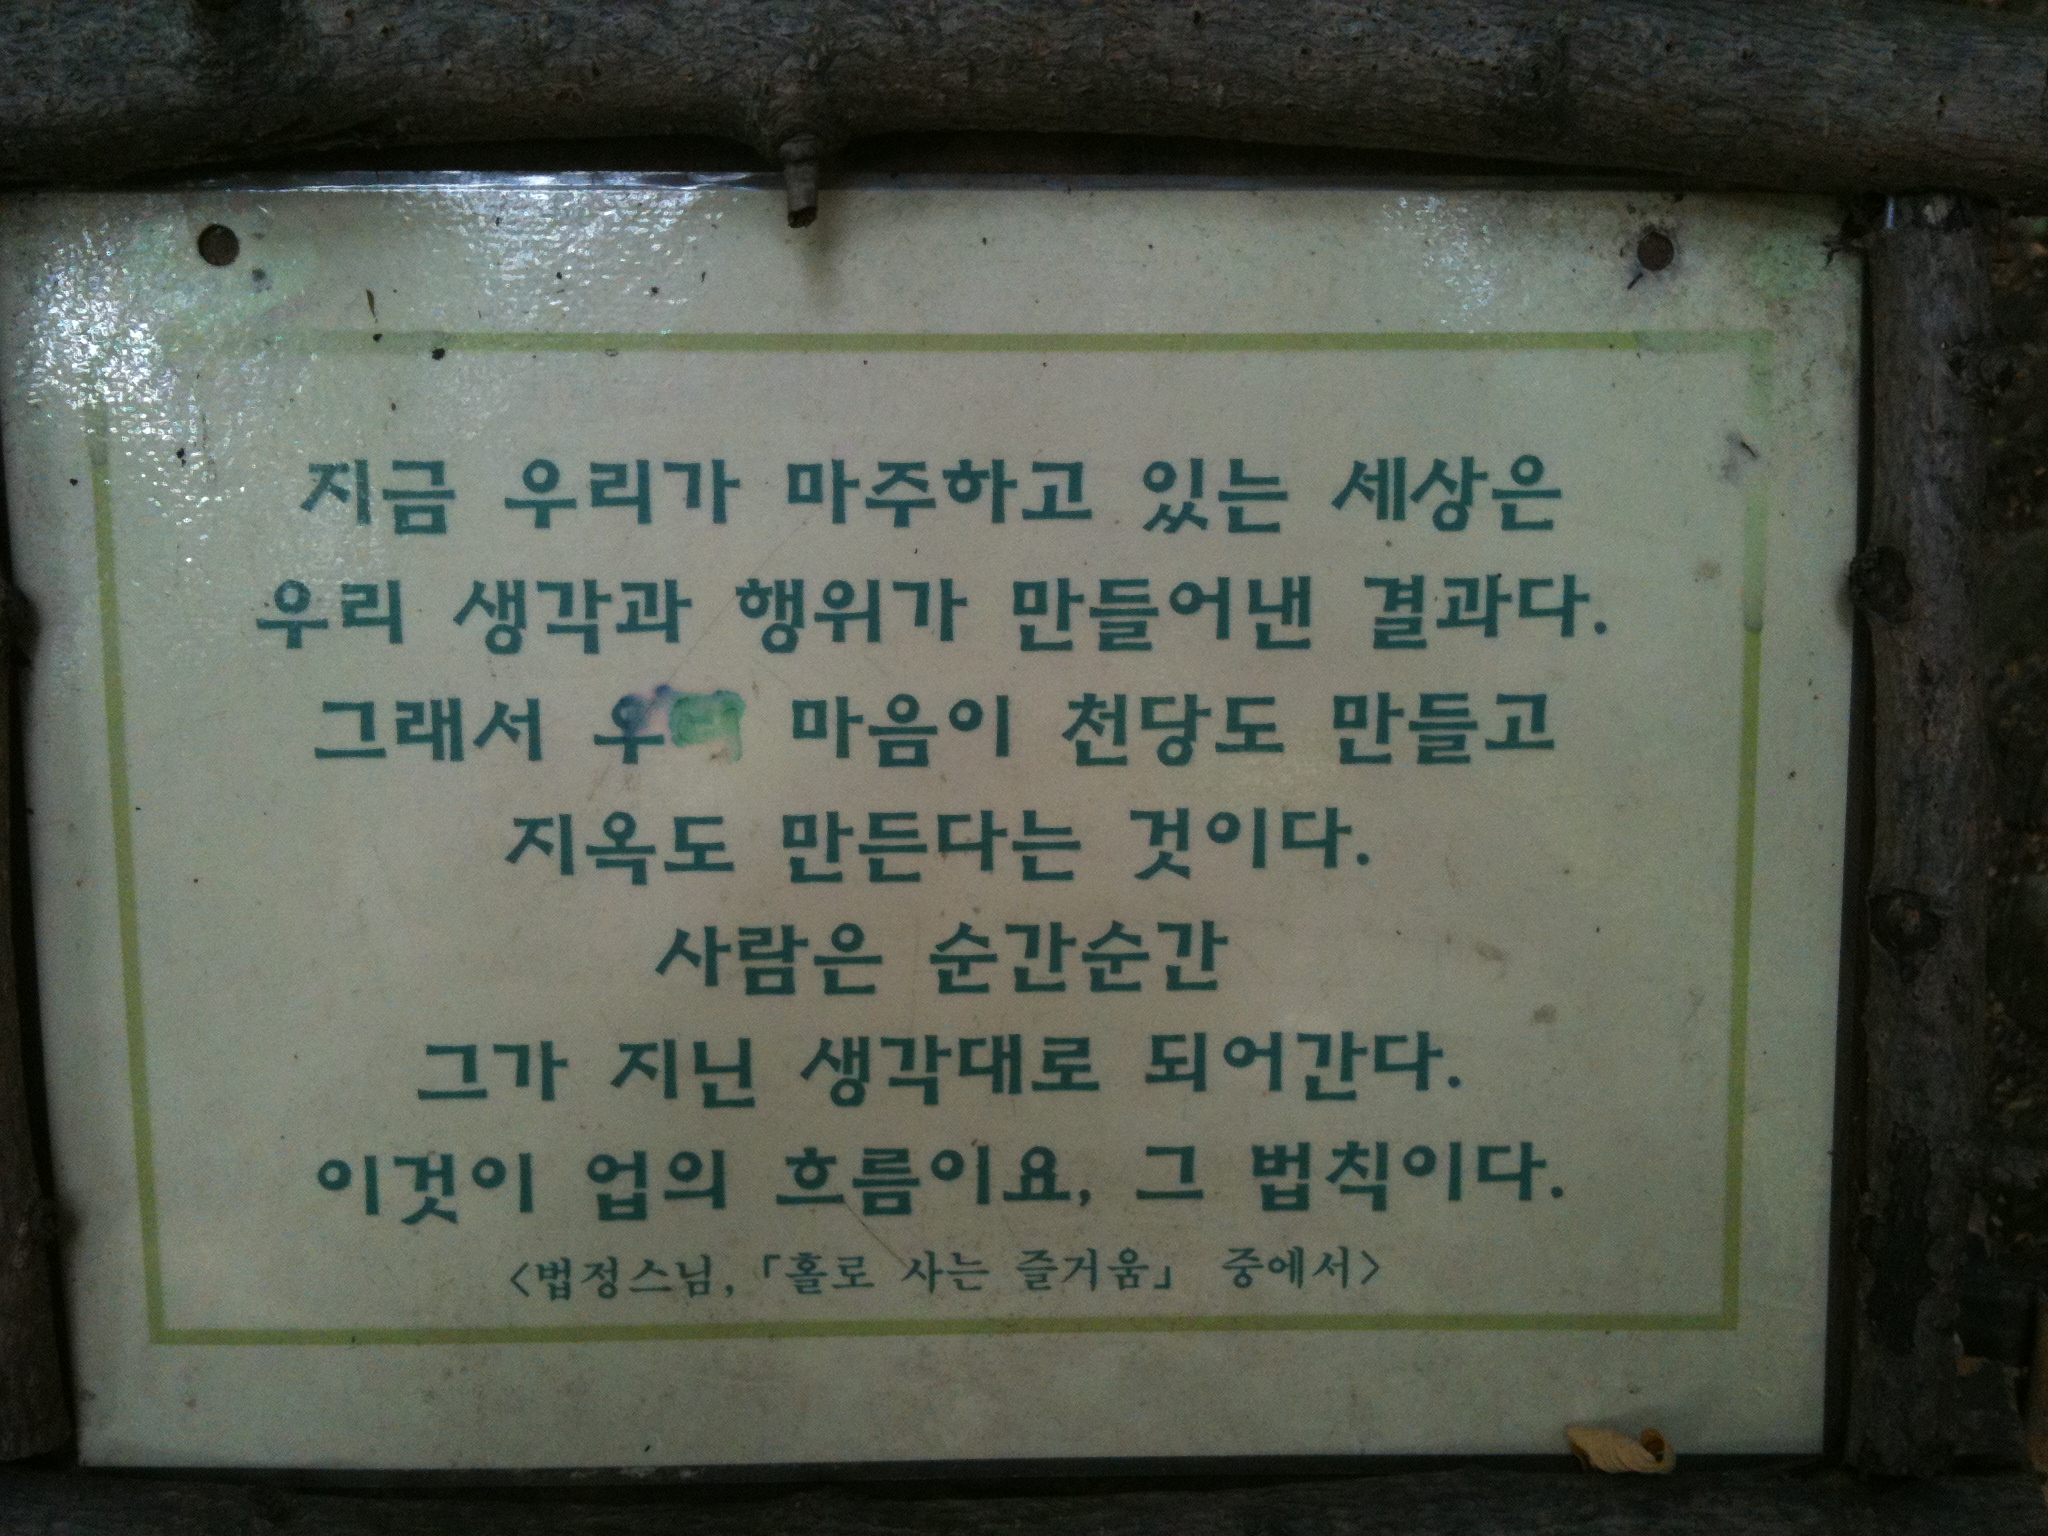 지금 우리가 마주하고 있는 세상은
우리 생각과 행위가 만들어낸 결과다.
그래서 마음이 천당도 만들고
지옥도 만든다는 것이다.
사람은 순간순간
그가 지닌 생각대로 되어간다.
이것이 업의 흐름이요, 그 법칙이다.
<법정스님, 「홀로 사는 즐거움」 중에서>